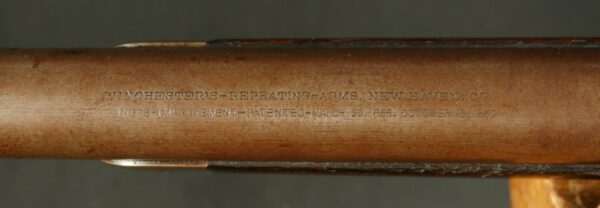 WINCHESTER'S-REPEATING-ARMS. NEW HAVEN. CT
KING'S-IMPROVEMENT-PATENTED-MARCH 29. 1866. OCTOBER 16.